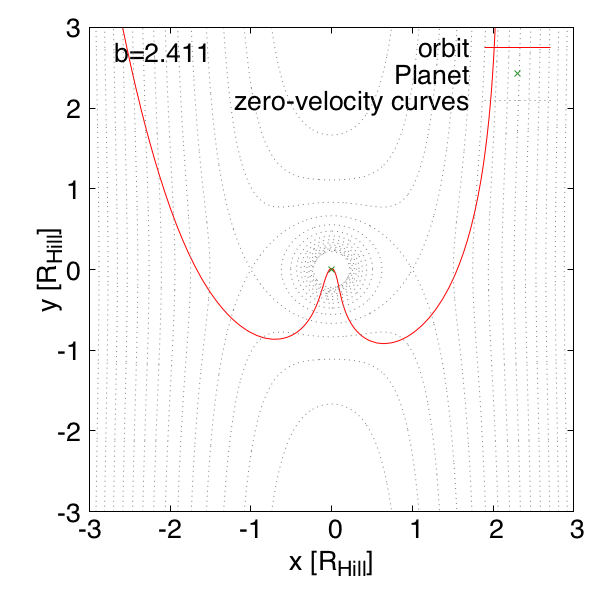 3
b=2.411
orbit
Planet
zero-velocity curves
2
1
0
-1
-2
-3
y [R_Hill]
-3 -2 -1 0 1 2 3
x [R_Hill]